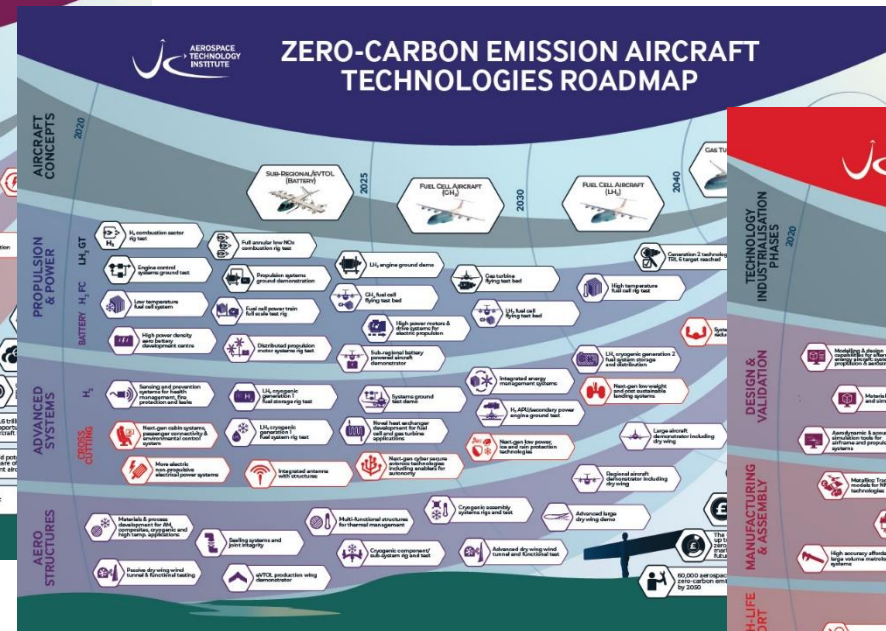 AEROSPACE
TECHNOLOGY
INSTITUTE
ZERO-CARBON EMISSION AIRCRAFT
TECHNOLOGIES ROADMAP
AIRCRAFT
CONCEPTS
2020
SUB-REGIONAL/eVTOL
(BATTERY)
2025
FUEL CELL AIRCRAFT
(GH₂)
2030
FUEL CELL AIRCRAFT
(LH₂)
2040
GAS TU
PROPULSION
& POWER
LH₂ GT
H₂ FC
BATTERY
H₂ combustion sector
rig test
Full annular low NOx
combustion rig test
LH₂ engine ground demo
Gas turbine
flying test bed
Generation 2 technolog
TRL 6 target reached
Engine control
systems ground test
Propulsion systems
ground demonstration
GH₂ fuel cell
flying test bed
High temperature
fuel cell rig test
Low temperature
fuel cell system
Fuel cell power train
full scale test rig
LH₂ fuel cell
flying test bed
High power motors &
drive systems for
electric propulsion
High power density
aero battery
development centre
Distributed propulsion
motor systems rig test
Sub-regional battery
powered aircraft
demonstrator
LH₂ cryogenic generation 2
fuel system storage
and distribution
ADVANCED
SYSTEMS
H₂
CROSS
CUTTING
Sensing and prevention
systems for health
management, fire
protection and leaks
LH₂ cryogenic
generation 1
fuel storage rig test
Systems ground
test demo
Integrated energy
management systems
Next-gen low weight
and cost sustainable
landing systems
H₂ APU/secondary power
engine ground test
Next-gen cabin systems,
passenger connectivity &
environmental control
system
LH₂ cryogenic
generation 1
fuel system rig test
Novel heat exchanger
development for fuel
cell and gas turbine
applications
Next-gen low power,
ice and rain protection
technologies
Large aircraft
demonstrator including
dry wing
More electric
non-propulsive
electrical power systems
Integrated antenna
with structures
Next-gen cyber secure
avionics technologies
including enablers for
autonomy
Regional aircraft
demonstrator including
dry wing
AERO
STRUCTURES
Materials & process
development for AM,
composites, cryogenic and
high temp. applications
Sealing systems and
joint integrity
Multi-functional structures
for thermal management
Cryogenic assembly
systems rigs and test
Advanced large
dry wing demo
Passive dry wing wind
tunnel & functional testing
eVTOL production wing
demonstrator
Cryogenic component/
sub-system rig and test
Advanced dry wing wind
tunnel and functional test
60,000 aerospac
zero-carbon emi
by 2050
TECHNOLOGY
INDUSTRIALISATION
PHASES
2020
DESIGN &
VALIDATION
MANUFACTURING
& ASSEMBLY